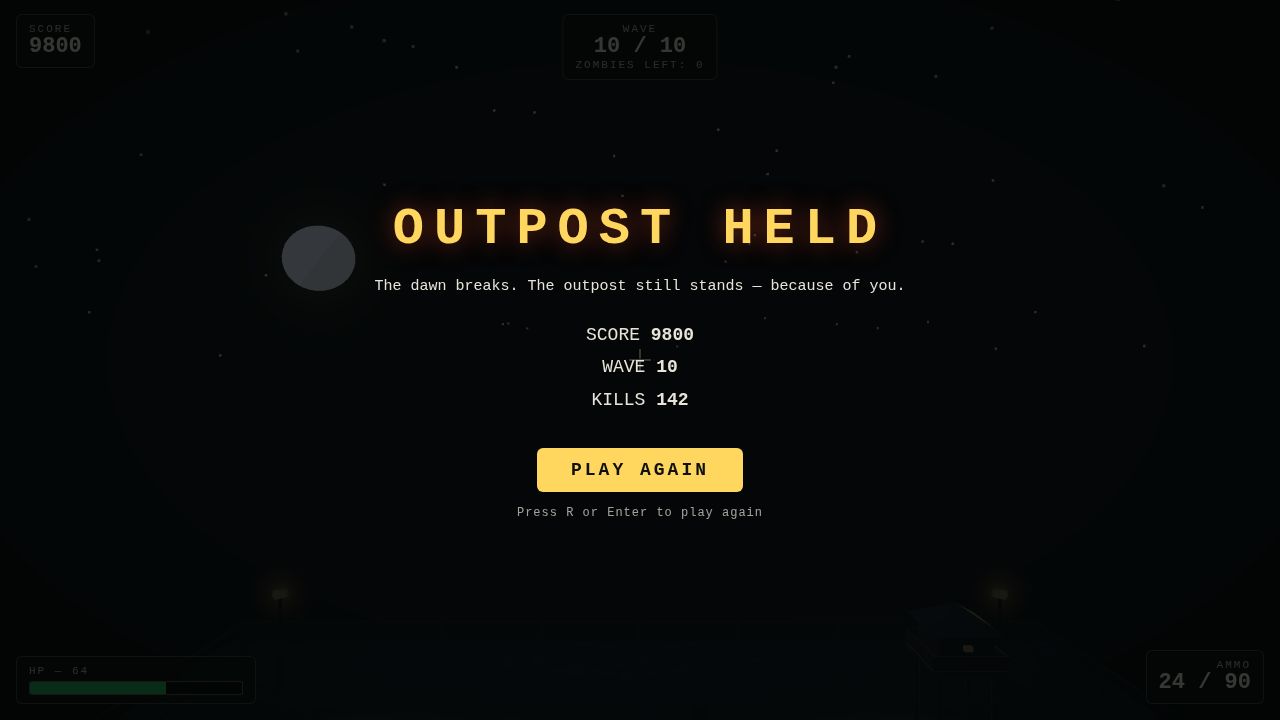 SCORE
9800
WAVE
10 / 10
ZOMBIES LEFT: 0
OUTPOST HELD
The dawn breaks. The outpost still stands — because of you.
SCORE 9800
WAVE 10
KILLS 142
PLAY AGAIN
Press R or Enter to play again
HP — 64
AMMO
24 / 90